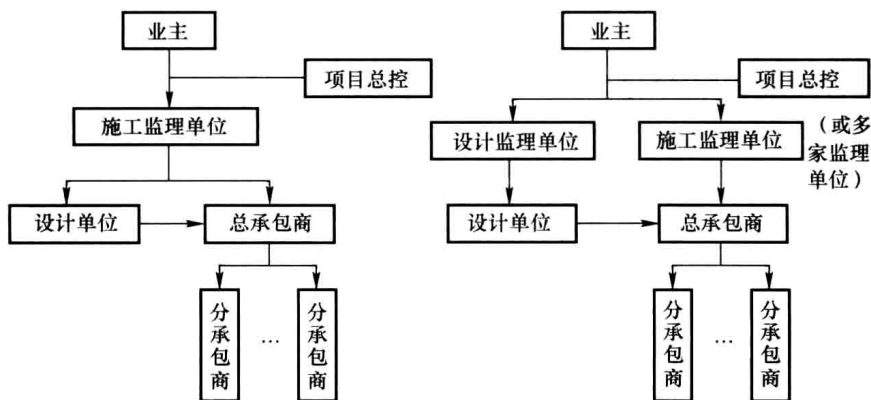 业主
项目总控
施工监理单位
设计单位
总承包商
分承包商
…
分承包商
业主
项目总控
设计监理单位
施工监理单位
（或多
家监理
单位）
设计单位
总承包商
分承包商
…
分承包商